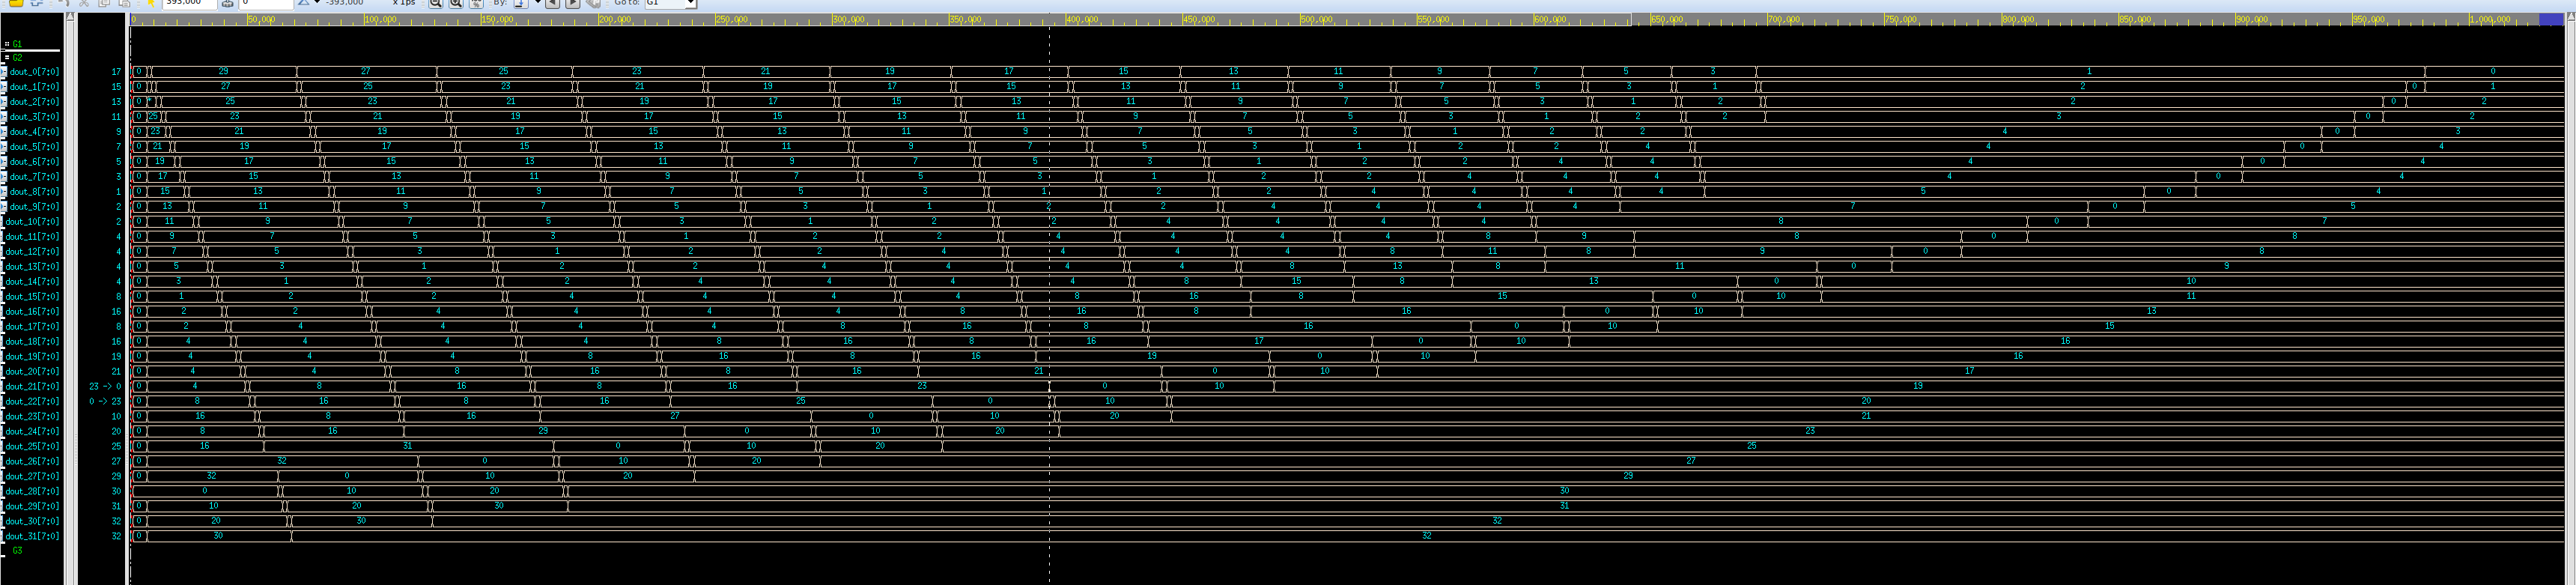 393,000 0 -393,000 x 1ps By: Go to: G1
0 50,000 100,000 150,000 200,000 250,000 300,000 350,000 400,000 450,000 500,000 550,000 600,000 650,000 700,000 750,000 800,000 850,000 900,000 950,000 1,000,000
G1
G2
dout_0[7:0] 17 0 29 27 25 23 21 19 17 15 13 11 9 7 5 3 1 0
dout_1[7:0] 15 0 27 25 23 21 19 17 15 13 11 9 7 5 3 1 2 0 1
dout_2[7:0] 13 0 * 25 23 21 19 17 15 13 11 9 7 5 3 1 2 2 0 2
dout_3[7:0] 11 0 25 23 21 19 17 15 13 11 9 7 5 3 1 2 2 3 0 2
dout_4[7:0] 9 0 23 21 19 17 15 13 11 9 7 5 3 1 2 2 4 0 3
dout_5[7:0] 7 0 21 19 17 15 13 11 9 7 5 3 1 2 2 4 4 0 4
dout_6[7:0] 5 0 19 17 15 13 11 9 7 5 3 1 2 2 4 4 4 0 4
dout_7[7:0] 3 0 17 15 13 11 9 7 5 3 1 2 2 4 4 4 4 0 4
dout_8[7:0] 1 0 15 13 11 9 7 5 3 1 2 2 4 4 4 4 5 0 4
dout_9[7:0] 2 0 13 11 9 7 5 3 1 2 2 4 4 4 4 7 0 5
dout_10[7:0] 2 0 11 9 7 5 3 1 2 2 4 4 4 4 8 8 0 7
dout_11[7:0] 4 0 9 7 5 3 1 2 2 4 4 4 4 8 9 8 0 8
dout_12[7:0] 4 0 7 5 3 1 2 2 4 4 4 4 8 11 8 9 0 8
dout_13[7:0] 4 0 5 3 1 2 2 4 4 4 4 8 13 8 11 0 9
dout_14[7:0] 4 0 3 1 2 2 4 4 4 4 8 15 8 13 0 10
dout_15[7:0] 8 0 1 2 2 4 4 4 4 8 16 8 15 0 10 11
dout_16[7:0] 16 0 2 2 4 4 4 4 8 16 8 16 0 10 13
dout_17[7:0] 8 0 2 4 4 4 4 8 16 8 16 0 10 15
dout_18[7:0] 16 0 4 4 4 4 8 16 8 16 17 0 10 16
dout_19[7:0] 19 0 4 4 4 8 16 8 16 19 0 10 16
dout_20[7:0] 21 0 4 4 8 16 8 16 21 0 10 17
dout_21[7:0] 23 -> 0 0 4 8 16 8 16 23 0 10 19
dout_22[7:0] 0 -> 23 0 8 16 8 16 25 0 10 20
dout_23[7:0] 10 0 16 8 16 27 0 10 20 21
dout_24[7:0] 20 0 8 16 29 0 10 20 23
dout_25[7:0] 25 0 16 31 0 10 20 25
dout_26[7:0] 27 0 32 0 10 20 27
dout_27[7:0] 29 0 32 0 10 20 29
dout_28[7:0] 30 0 0 10 20 30
dout_29[7:0] 31 0 10 20 30 31
dout_30[7:0] 32 0 20 30 32
dout_31[7:0] 32 0 30 32
G3